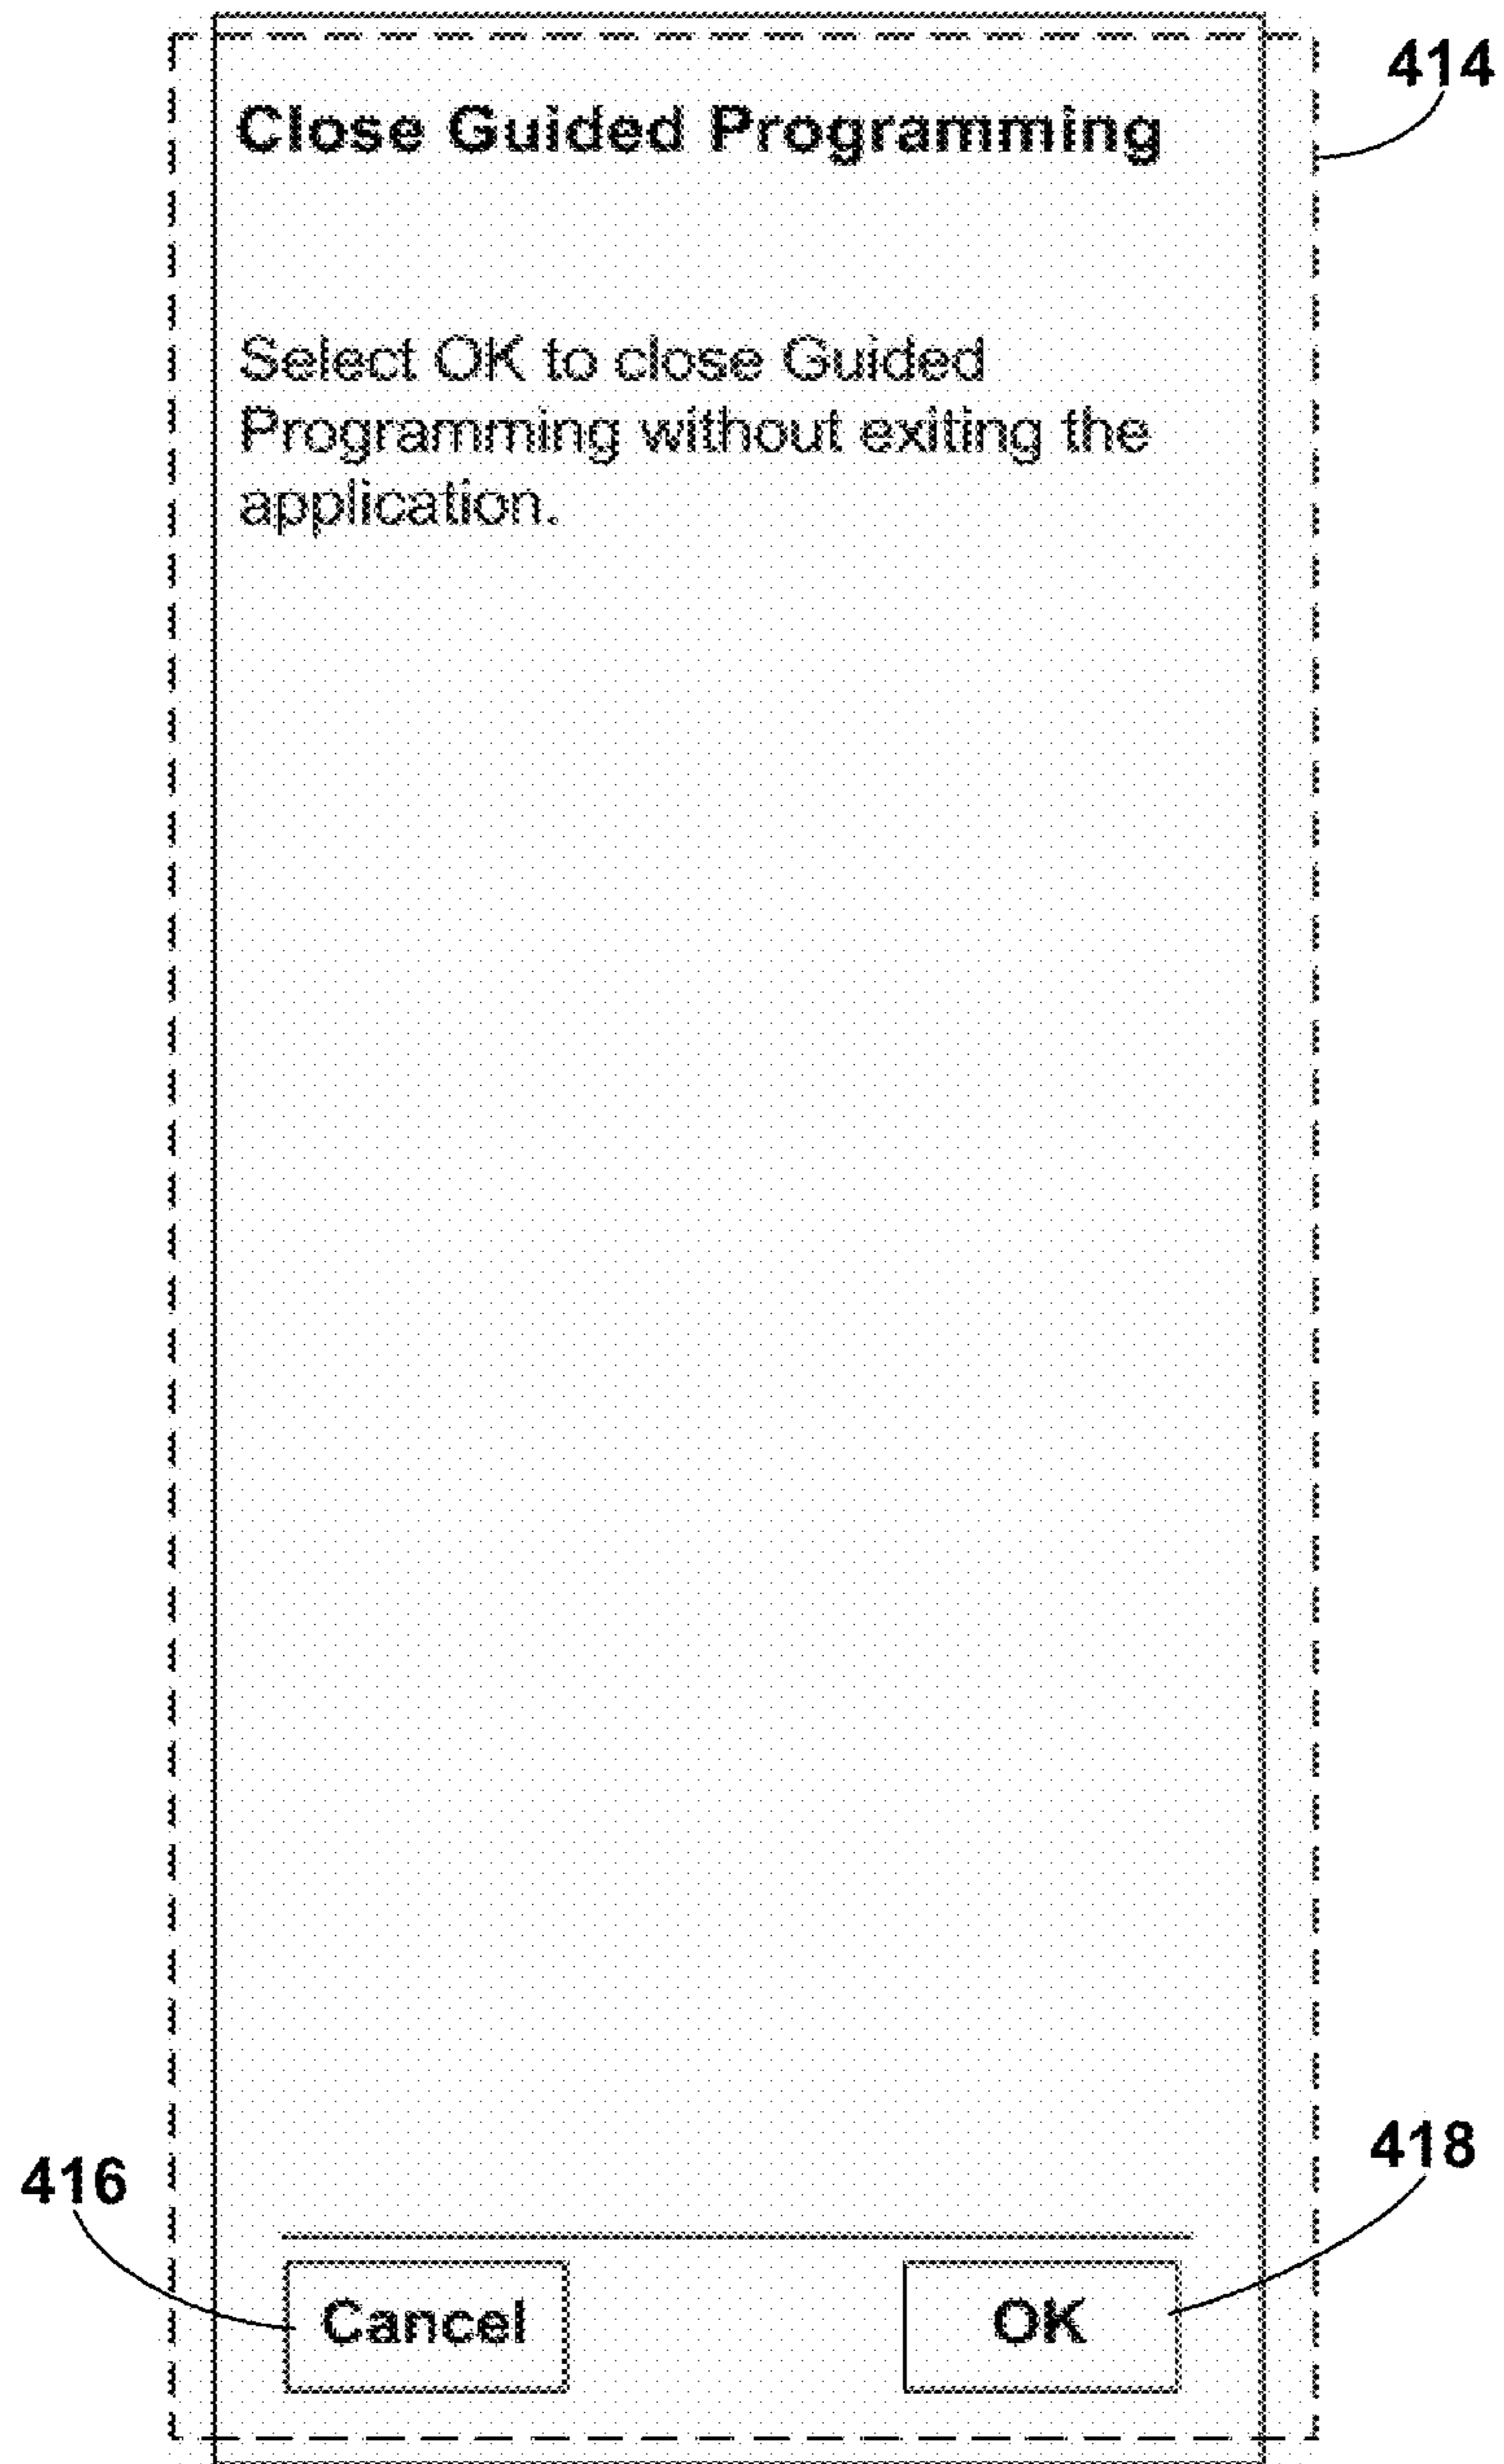 414
Close Guided Programming
Select OK to close Guided
Programming without exiting the
application.
416
418
Cancel
OK